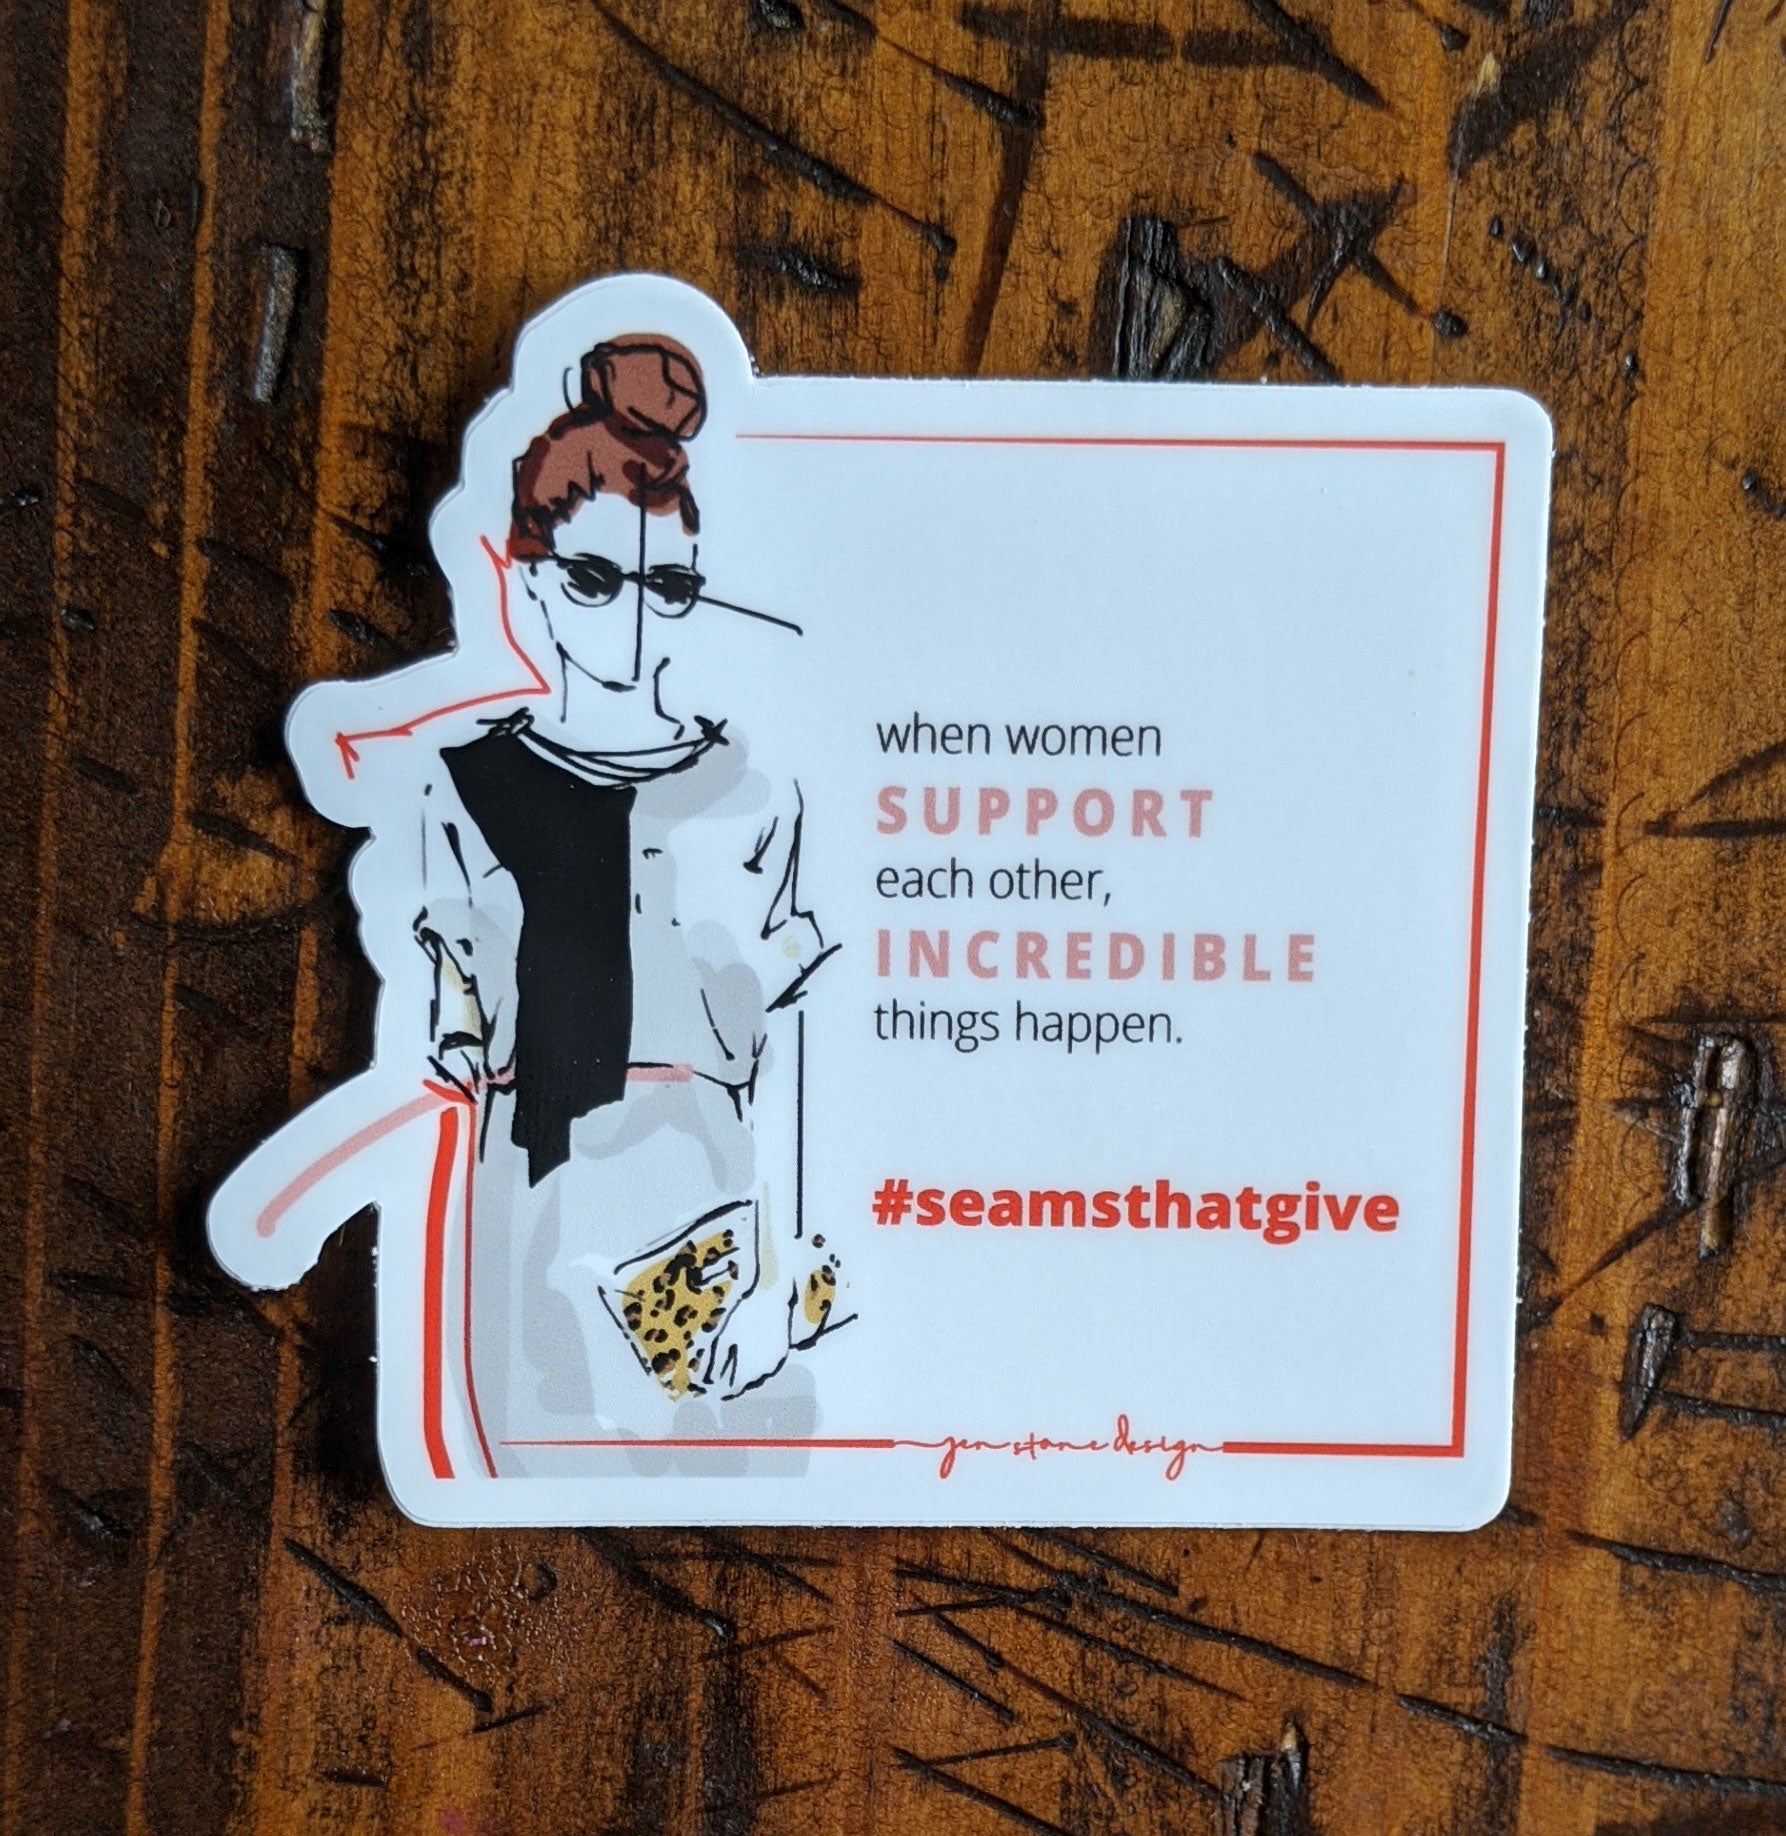 when women
SUPPORT
each other,
INCREDIBLE
things happen.
#seamsthatgive
jen stone design